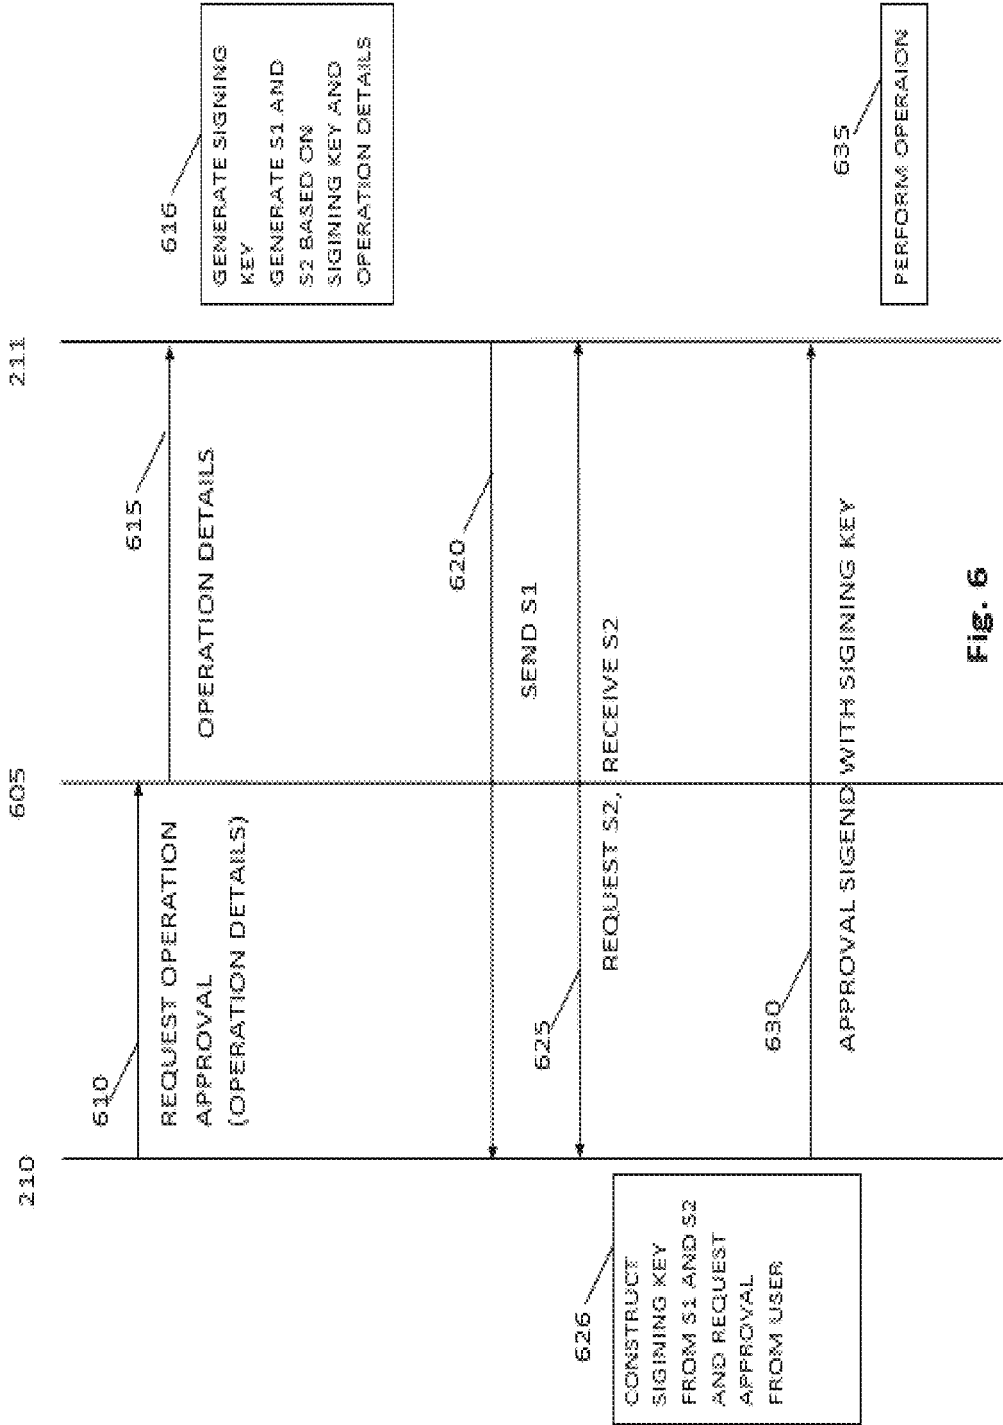 210
605
211
610
REQUEST OPERATION
APPROVAL
(OPERATION DETAILS)
615
OPERATION DETAILS
616
GENERATE SIGNING
KEY
GENERATE S1 AND
S2 BASED ON
SIGINING KEY AND
OPERATION DETAILS
620
SEND S1
625
REQUEST S2, RECEIVE S2
626
CONSTRUCT
SIGINING KEY
FROM S1 AND S2
AND REQUEST
APPROVAL
FROM USER
630
APPROVAL SIGEND WITH SIGINING KEY
635
PERFORM OPERAION
Fig. 6